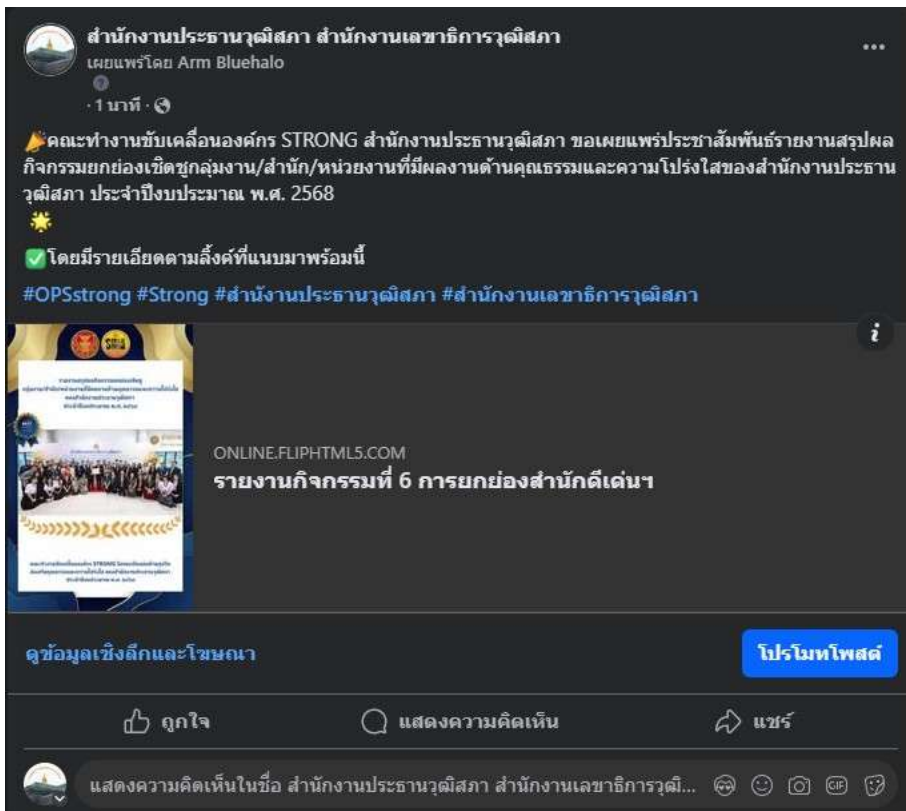 สำนักงานประธานวุฒิสภา สำนักงานเลขาธิการวุฒิสภา
เผยแพร่โดย Arm Bluehalo
· 1 นาที ·
คณะทำงานขับเคลื่อนองค์กร STRONG สำนักงานประธานวุฒิสภา ขอเผยแพร่ประชาสัมพันธ์รายงานสรุปผล
กิจกรรมยกย่องเชิดชูกลุ่มงาน/สำนัก/หน่วยงานที่มีผลงานด้านคุณธรรมและความโปร่งใสของสำนักงานประธาน
วุฒิสภา ประจำปีงบประมาณ พ.ศ. 2568
โดยมีรายเอียดตามลิ้งค์ที่แนบมาพร้อมนี้
#OPSstrong #Strong #สำนังานประธานวุฒิสภา #สำนักงานเลขาธิการวุฒิสภา
ONLINE.FLIPHTML5.COM
รายงานกิจกรรมที่ 6 การยกย่องสำนักดีเด่นฯ
ดูข้อมูลเชิงลึกและโฆษณา
โปรโมทโพสต์
ถูกใจ
แสดงความคิดเห็น
แชร์
แสดงความคิดเห็นในชื่อ สำนักงานประธานวุฒิสภา สำนักงานเลขาธิการวุฒิ...
GIF